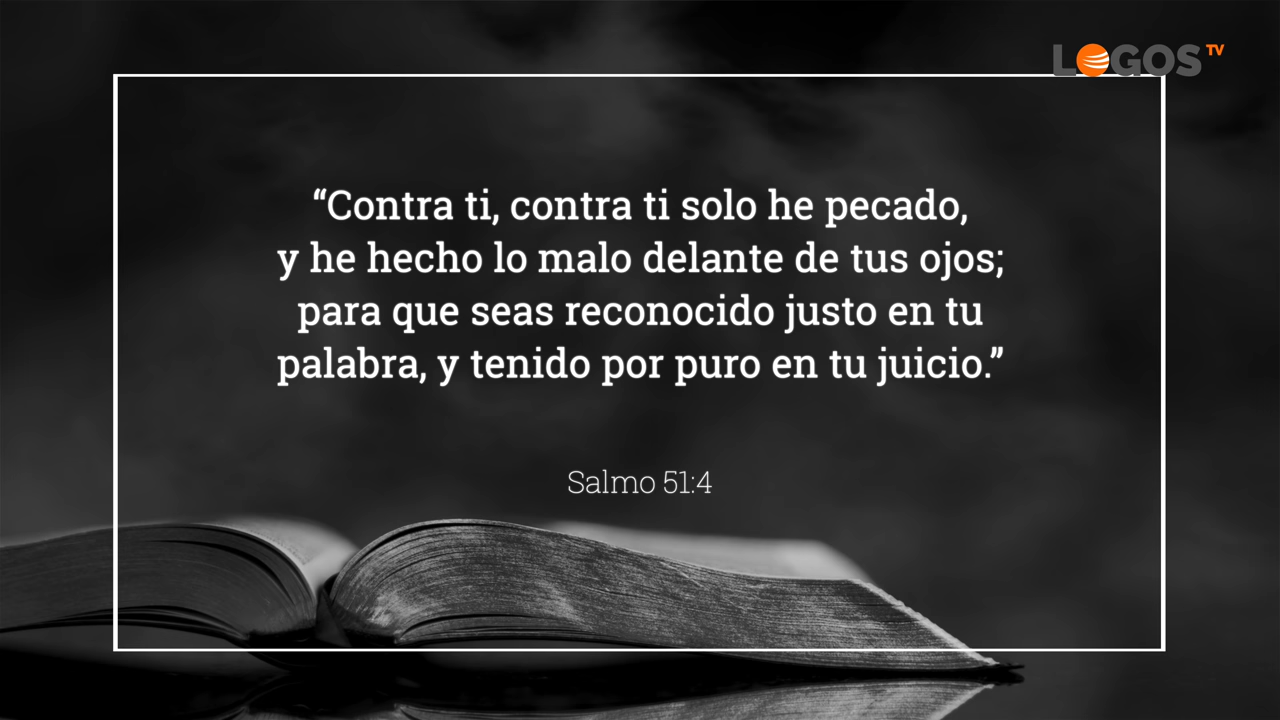 LOGOS TV
“Contra ti, contra ti solo he pecado,
y he hecho lo malo delante de tus ojos;
para que seas reconocido justo en tu
palabra, y tenido por puro en tu juicio.”
Salmo 51:4